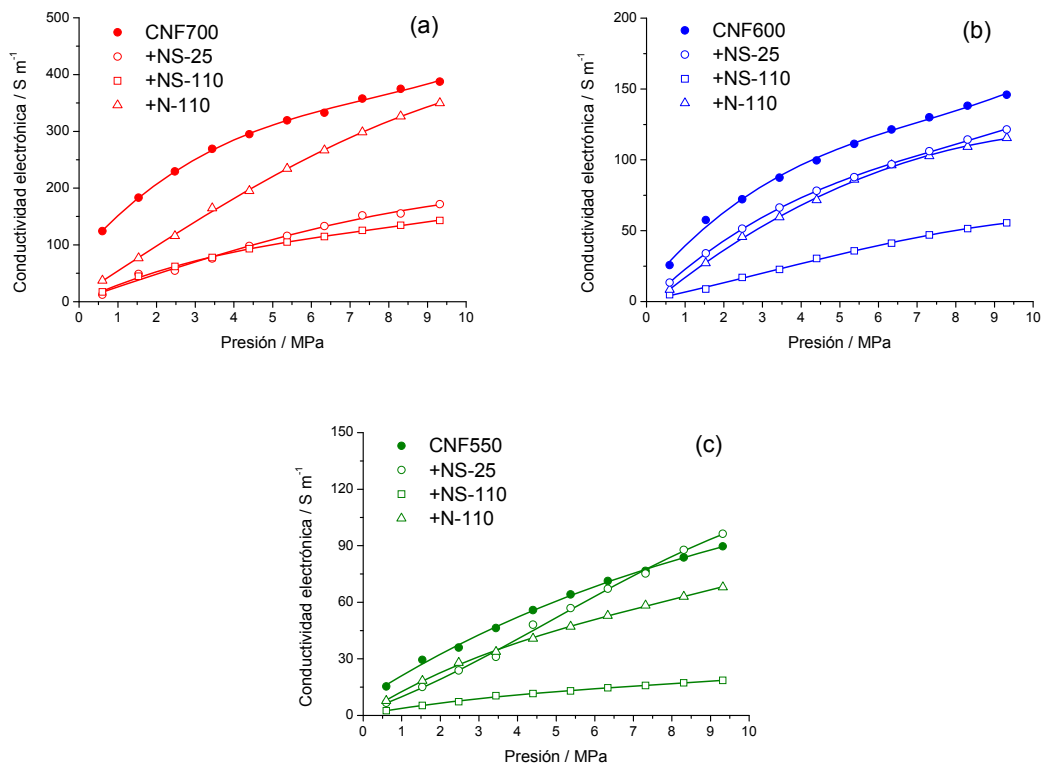 (a)
CNF700
+NS-25
+NS-110
+N-110
Conductividad electrónica / S m-1
500
400
300
200
100
0
0 1 2 3 4 5 6 7 8 9 10
Presión / MPa
(b)
CNF600
+NS-25
+NS-110
+N-110
Conductividad electrónica / S m-1
200
150
100
50
0
0 1 2 3 4 5 6 7 8 9 10
Presión / MPa
(c)
CNF550
+NS-25
+NS-110
+N-110
Conductividad electrónica / S m-1
150
120
90
60
30
0
0 1 2 3 4 5 6 7 8 9 10
Presión / MPa